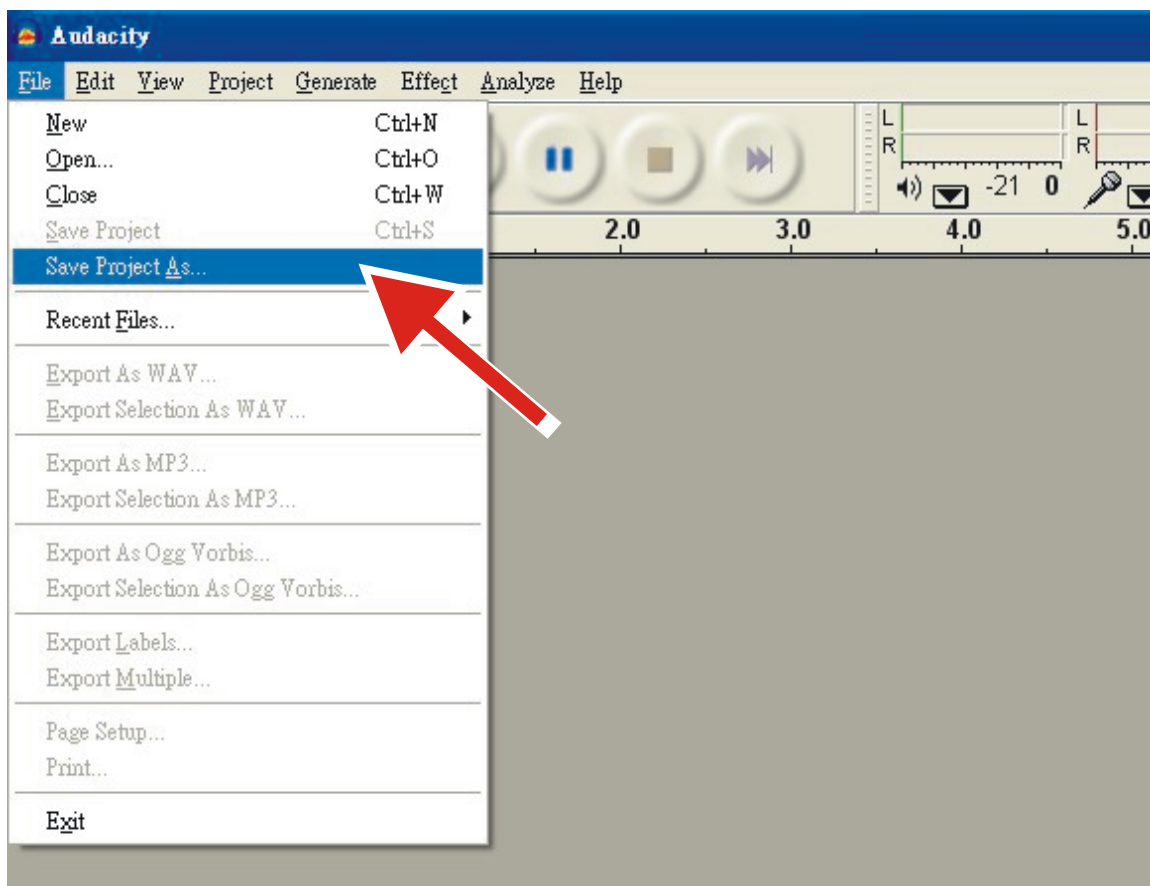 Audacity
File Edit View Project Generate Effect Analyze Help
New Ctrl+N
Open... Ctrl+O
Close Ctrl+W
Save Project Ctrl+S
Save Project As...
Recent Files...
Export As WAV...
Export Selection As WAV...
Export As MP3...
Export Selection As MP3...
Export As Ogg Vorbis...
Export Selection As Ogg Vorbis...
Export Labels...
Export Multiple...
Page Setup...
Print...
Exit
L L
R R
-21 0
2.0 3.0 4.0 5.0